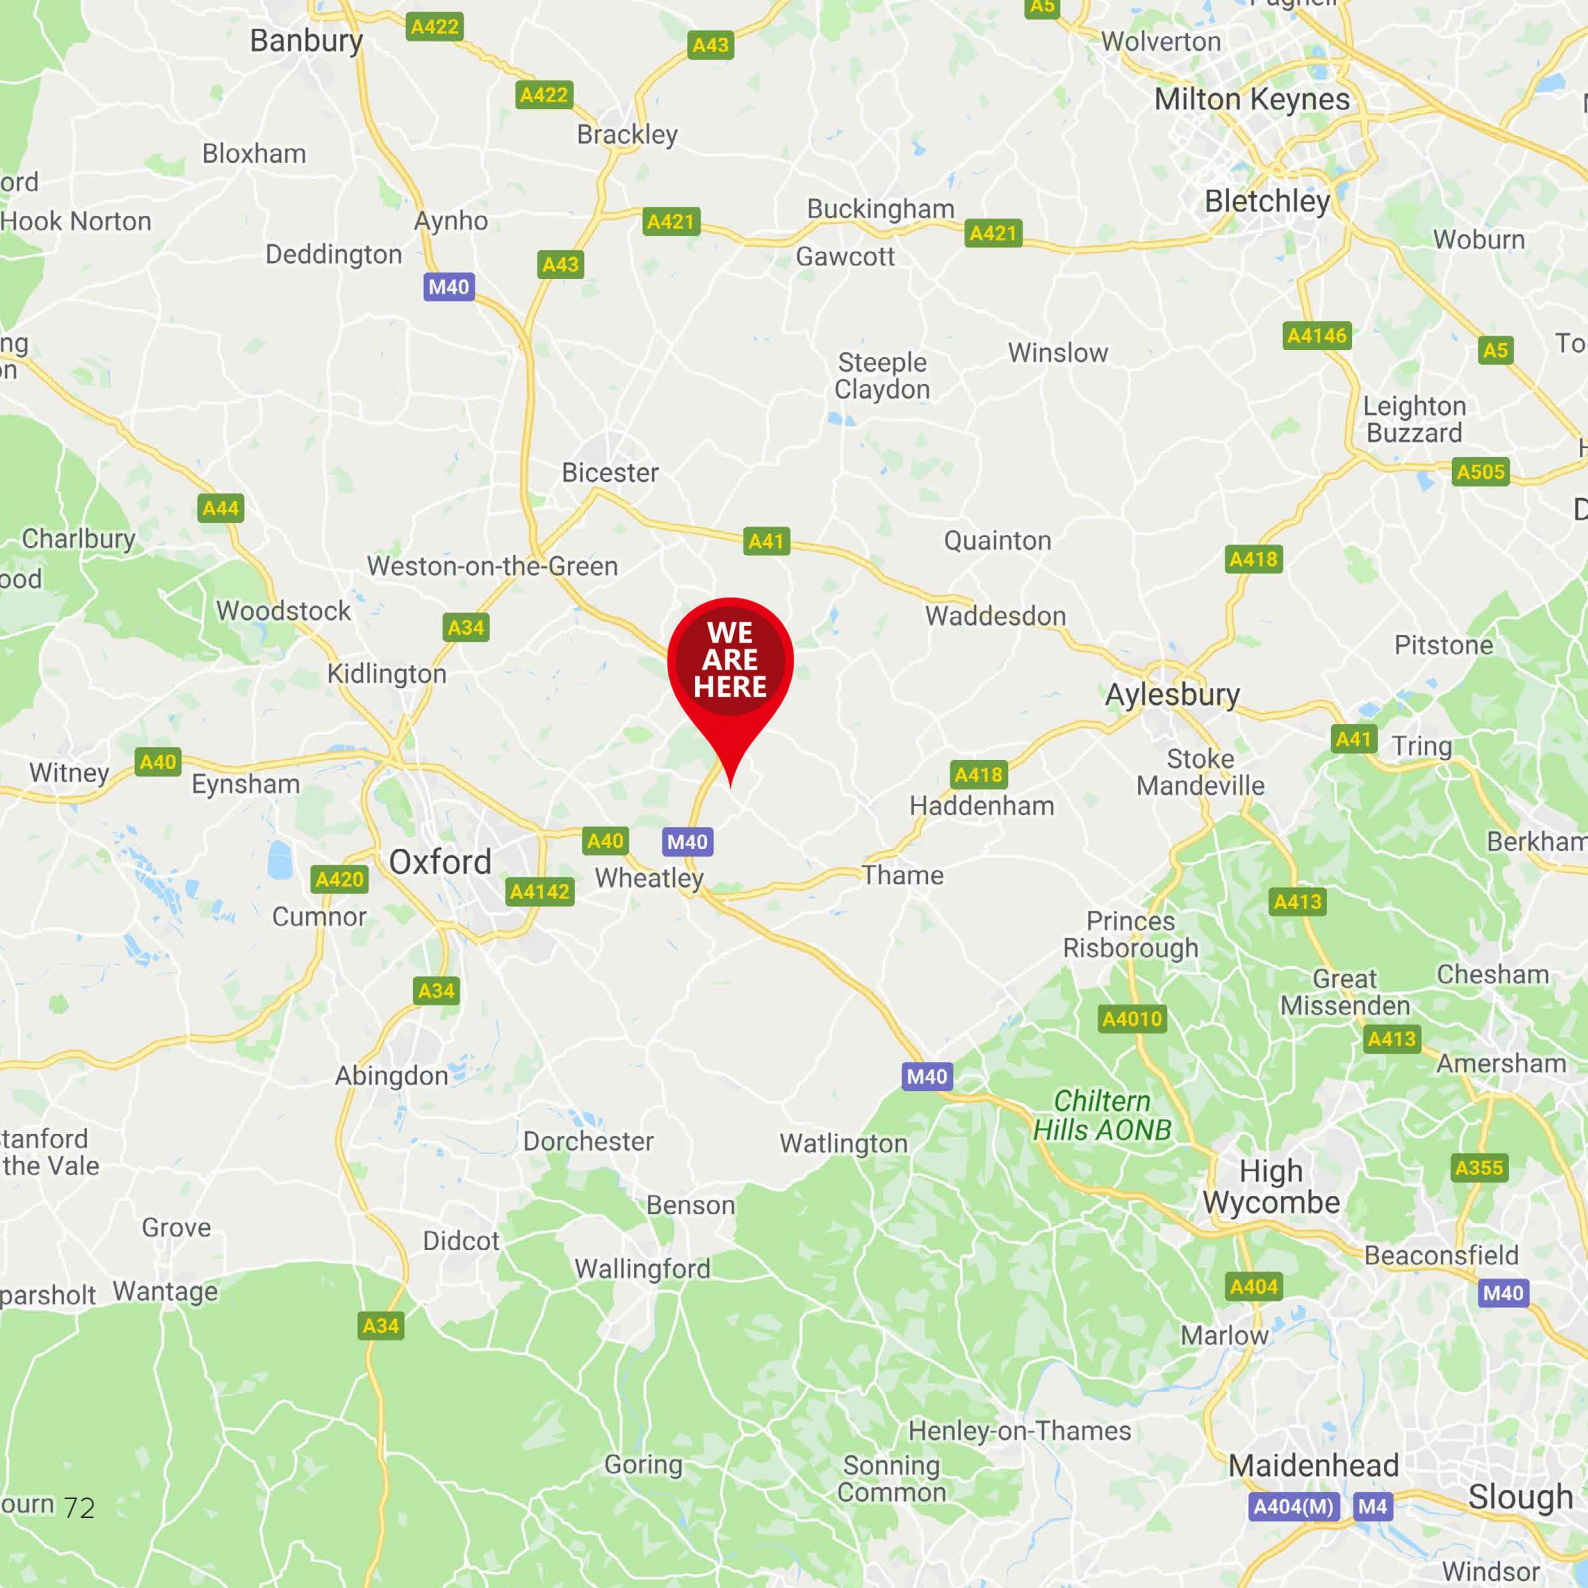 A422
Banbury
A43
A5
Wolverton
A422
Milton Keynes
Brackley
Bloxham
ord
Hook Norton
Aynho
Buckingham
A421
A421
Bletchley
Woburn
Deddington
A43
Gawcott
M40
ng
on
A4146
A5
To
Steeple
Claydon
Winslow
Leighton
Buzzard
Bicester
A505
A44
D
Charlbury
A41
Quainton
A418
Weston-on-the-Green
ood
Woodstock
A34
Waddesdon
WE
ARE
HERE
Pitstone
Kidlington
Aylesbury
A41
Tring
Witney
A40
Eynsham
A418
Haddenham
Stoke
Mandeville
A40
M40
Berkham
Oxford
A420
A4142
Wheatley
Thame
A413
Cumnor
Princes
Risborough
A34
Great
Missenden
Chesham
A4010
A413
Amersham
Abingdon
M40
Chiltern
Hills AONB
tanford
the Vale
Dorchester
Watlington
High
Wycombe
A355
Grove
Benson
Didcot
Beaconsfield
Wallingford
A404
M40
parsholt
Wantage
A34
Marlow
Henley-on-Thames
Goring
Sonning
Common
Maidenhead
A404(M)
M4
Slough
ourn
72
Windsor